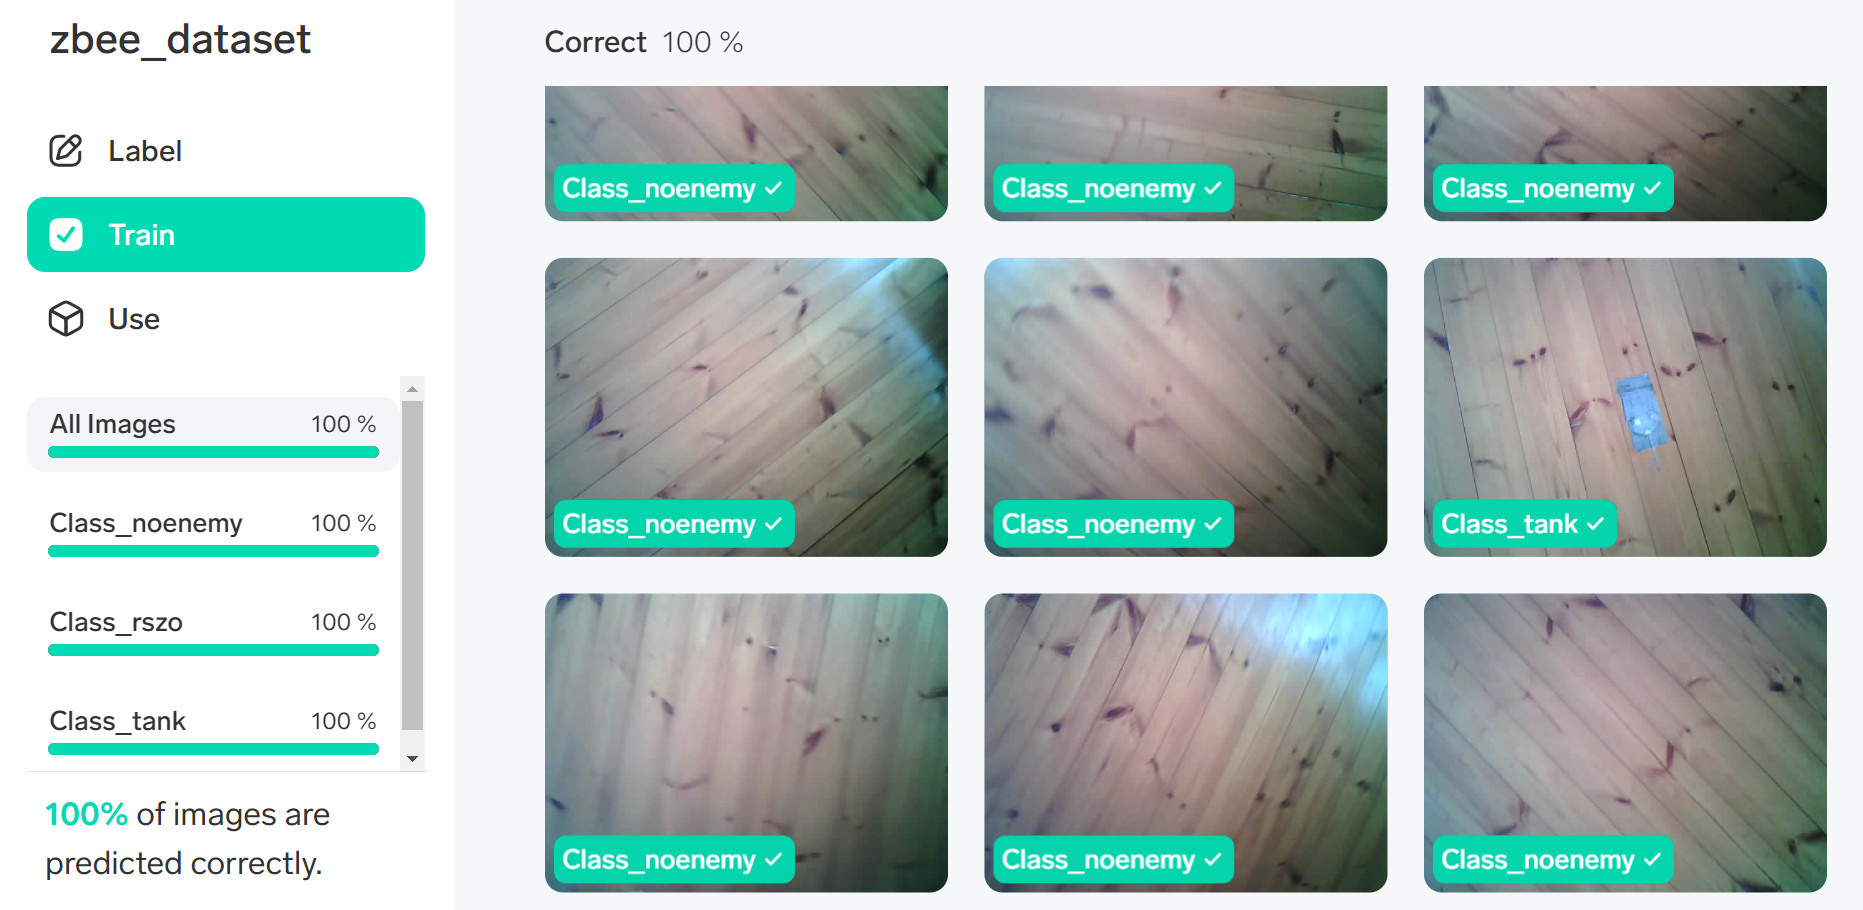 zbee_dataset
Label
Train
Use
All Images 100 %
Class_noenemy 100 %
Class_rszo 100 %
Class_tank 100 %
100% of images are
predicted correctly.
Correct 100 %
Class_noenemy
Class_noenemy
Class_noenemy
Class_noenemy
Class_noenemy
Class_tank
Class_noenemy
Class_noenemy
Class_noenemy